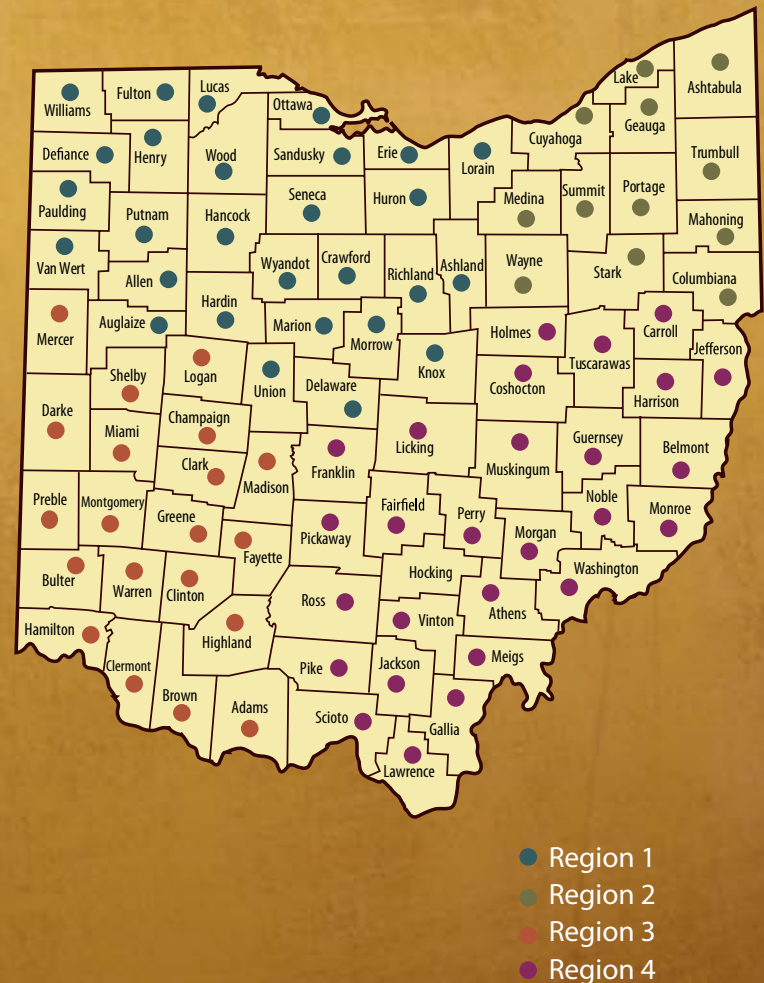 Lake
Ashtabula
Lucas
Williams
Fulton
Ottawa
Geauga
Cuyahoga
Defiance
Henry
Wood
Sandusky
Erie
Lorain
Trumbull
Paulding
Seneca
Huron
Medina
Summit
Portage
Putnam
Hancock
Mahoning
Van Wert
Allen
Wyandot
Crawford
Richland
Ashland
Wayne
Stark
Columbiana
Hardin
Mercer
Auglaize
Marion
Morrow
Holmes
Carroll
Jefferson
Tuscarawas
Shelby
Logan
Union
Delaware
Knox
Coshocton
Harrison
Darke
Miami
Champaign
Licking
Guernsey
Belmont
Clark
Madison
Franklin
Muskingum
Preble
Montgomery
Greene
Fairfield
Perry
Noble
Monroe
Pickaway
Morgan
Fayette
Bulter
Warren
Clinton
Hocking
Washington
Ross
Vinton
Athens
Hamilton
Highland
Clermont
Pike
Jackson
Meigs
Brown
Adams
Scioto
Gallia
Lawrence
Region 1
Region 2
Region 3
Region 4